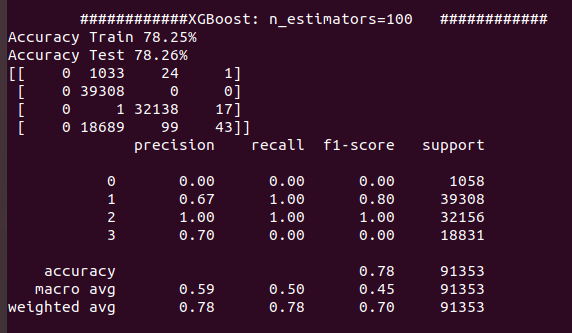 ############XGBoost: n_estimators=100   ############
Accuracy Train 78.25%
Accuracy Test 78.26%
[[    0  1033    24     1]
 [    0 39308     0     0]
 [    0     1 32138    17]
 [    0 18689    99    43]]
              precision    recall  f1-score   support

           0       0.00      0.00      0.00      1058
           1       0.67      1.00      0.80     39308
           2       1.00      1.00      1.00     32156
           3       0.70      0.00      0.00     18831

    accuracy                           0.78     91353
   macro avg       0.59      0.50      0.45     91353
weighted avg       0.78      0.78      0.70     91353